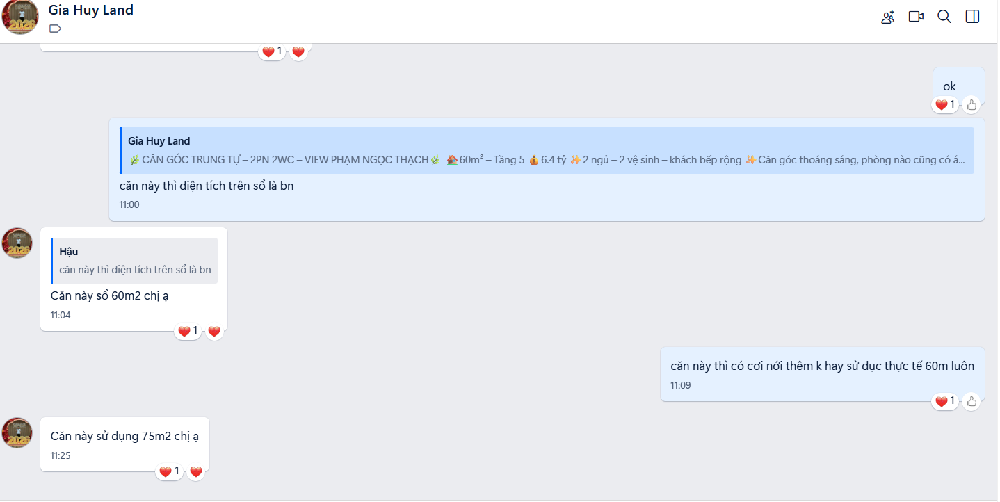 Gia Huy Land
1
ok
1
Gia Huy Land
🌿 CĂN GÓC TRUNG TỰ – 2PN 2WC – VIEW PHẠM NGỌC THẠCH🌿 🏠60m² – Tầng 5 💰6.4 tỷ ✨2 ngủ – 2 vệ sinh – khách bếp rộng ✨Căn góc thoáng sáng, phòng nào cũng có á...
căn này thì diện tích trên sổ là bn
11:00
Hậu
căn này thì diện tích trên sổ là bn
Căn này sổ 60m2 chị ạ
11:04
1
căn này thì có cơi nới thêm k hay sử dục thực tế 60m luôn
11:09
1
Căn này sử dụng 75m2 chị ạ
11:25
1